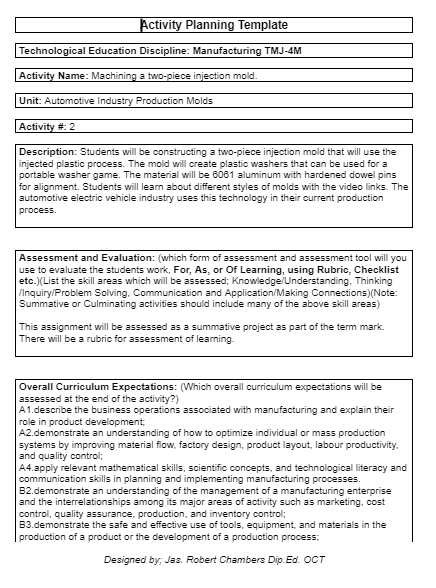 Activity Planning Template
Technological Education Discipline: Manufacturing TMJ-4M
Activity Name: Machining a two-piece injection mold.
Unit: Automotive Industry Production Molds
Activity #: 2
Description: Students will be constructing a two-piece injection mold that will use the
injected plastic process. The mold will create plastic washers that can be used for a
portable washer game. The material will be 6061 aluminum with hardened dowel pins
for alignment. Students will learn about different styles of molds with the video links. The
automotive electric vehicle industry uses this technology in their current production
process.
Assessment and Evaluation: (which form of assessment and assessment tool will you
use to evaluate the students work, For, As, or Of Learning, using Rubric, Checklist
etc.)(List the skill areas which will be assessed; Knowledge/Understanding, Thinking
/Inquiry/Problem Solving, Communication and Application/Making Connections)(Note:
Summative or Culminating activities should include many of the above skill areas)
This assignment will be assessed as a summative project as part of the term mark.
There will be a rubric for assessment of learning.
Overall Curriculum Expectations: (Which overall curriculum expectations will be
assessed at the end of the activity?)
A1.describe the business operations associated with manufacturing and explain their
role in product development;
A2.demonstrate an understanding of how to optimize individual or mass production
systems by improving material flow, factory design, product layout, labour productivity,
and quality control;
A4.apply relevant mathematical skills, scientific concepts, and technological literacy and
communication skills in planning and implementing manufacturing processes.
B2.demonstrate an understanding of the management of a manufacturing enterprise
and the interrelationships among its major areas of activity such as marketing, cost
control, quality assurance, production, and inventory control;
B3.demonstrate the safe and effective use of tools, equipment, and materials in the
production of a product or the development of a production process;
Designed by; Jas. Robert Chambers Dip.Ed. OCT